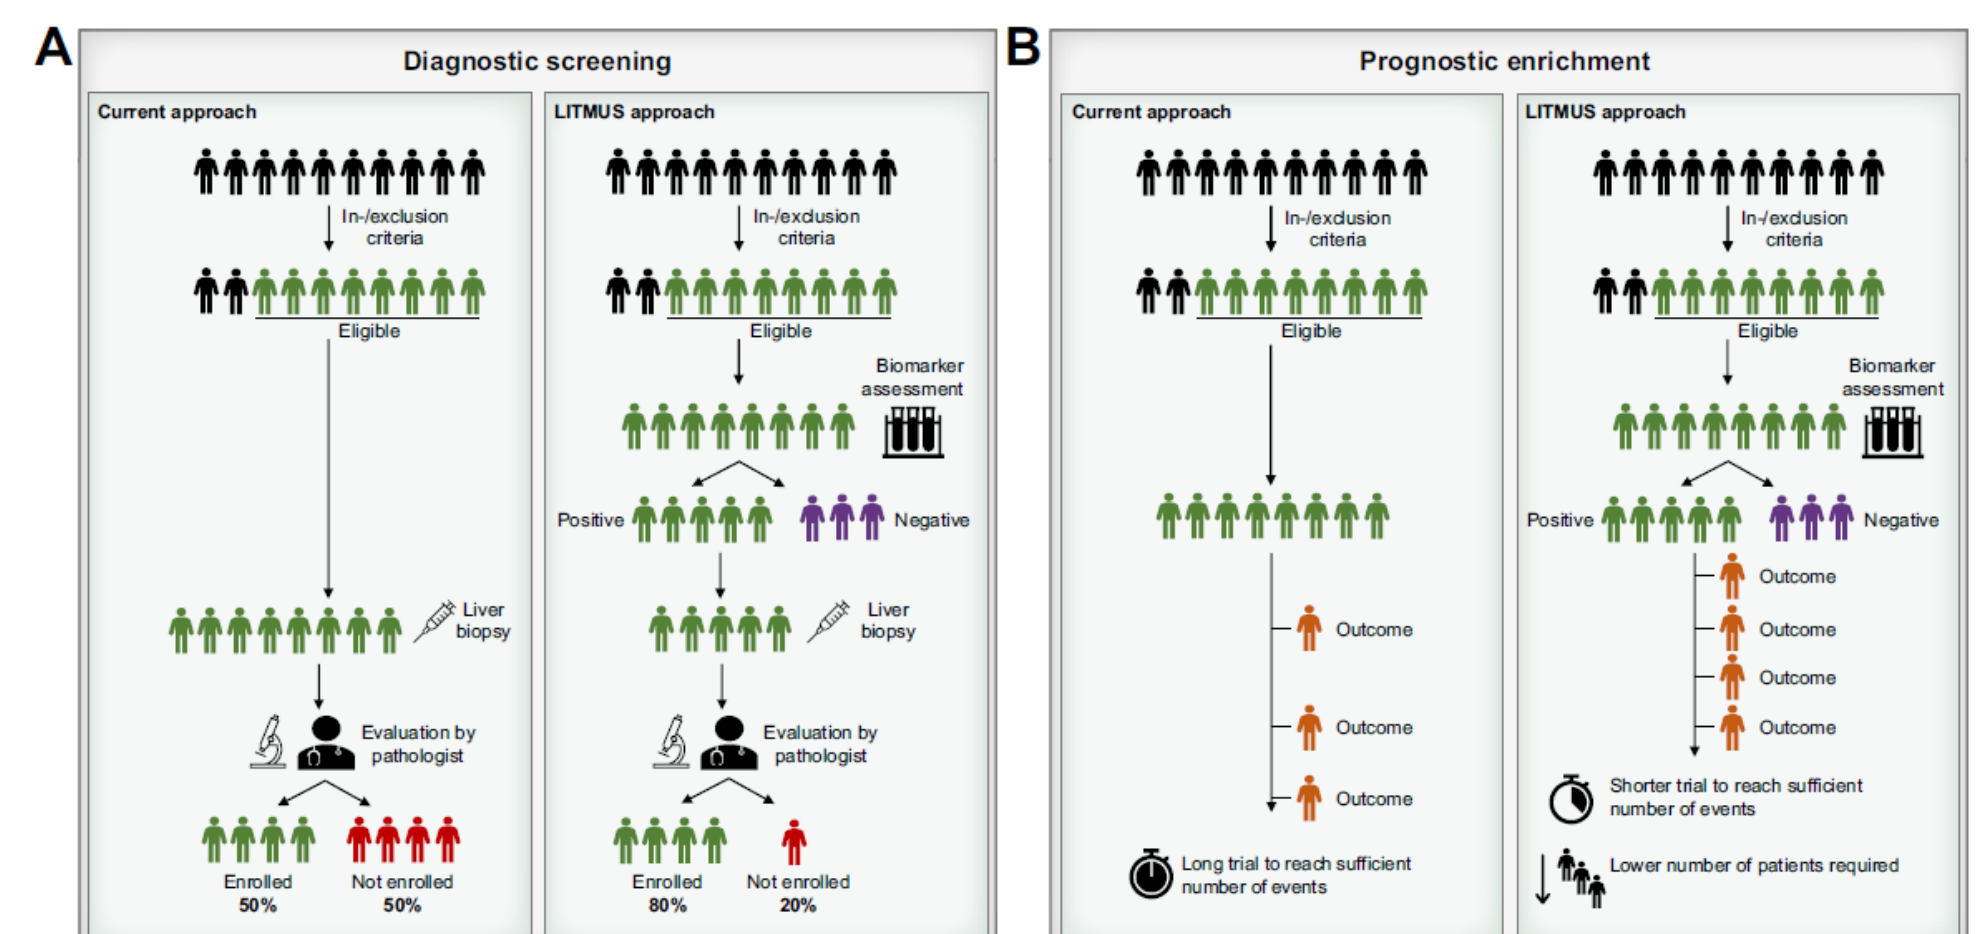 A
Diagnostic screening
Current approach
In-/exclusion
criteria
Eligible
Liver
biopsy
Evaluation by
pathologist
Enrolled
50%
Not enrolled
50%
LITMUS approach
In-/exclusion
criteria
Eligible
Biomarker
assessment
Positive
Negative
Liver
biopsy
Evaluation by
pathologist
Enrolled
80%
Not enrolled
20%
B
Prognostic enrichment
Current approach
In-/exclusion
criteria
Eligible
Outcome
Outcome
Outcome
Long trial to reach sufficient
number of events
LITMUS approach
In-/exclusion
criteria
Eligible
Biomarker
assessment
Positive
Negative
Outcome
Outcome
Outcome
Outcome
Shorter trial to reach sufficient
number of events
Lower number of patients required